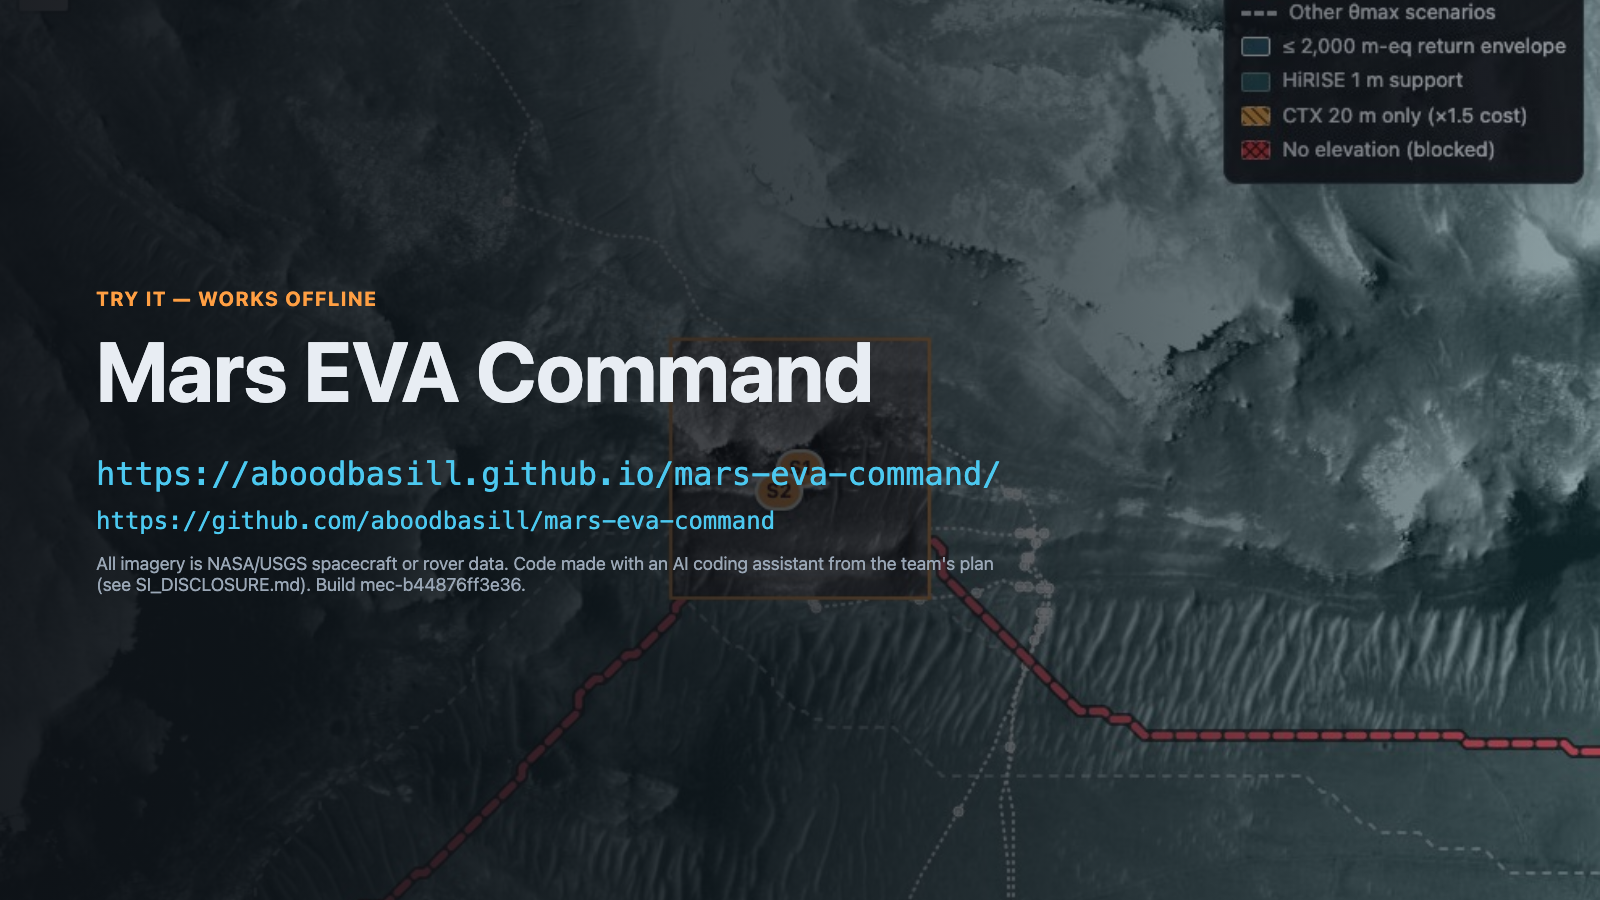 Other θmax scenarios
≤ 2,000 m-eq return envelope
HiRISE 1 m support
CTX 20 m only (×1.5 cost)
No elevation (blocked)
TRY IT — WORKS OFFLINE
Mars EVA Command
https://aboodbasill.github.io/mars-eva-command/
S1
S2
https://github.com/aboodbasill/mars-eva-command
All imagery is NASA/USGS spacecraft or rover data. Code made with an AI coding assistant from the team's plan
(see SI_DISCLOSURE.md). Build mec-b44876ff3e36.